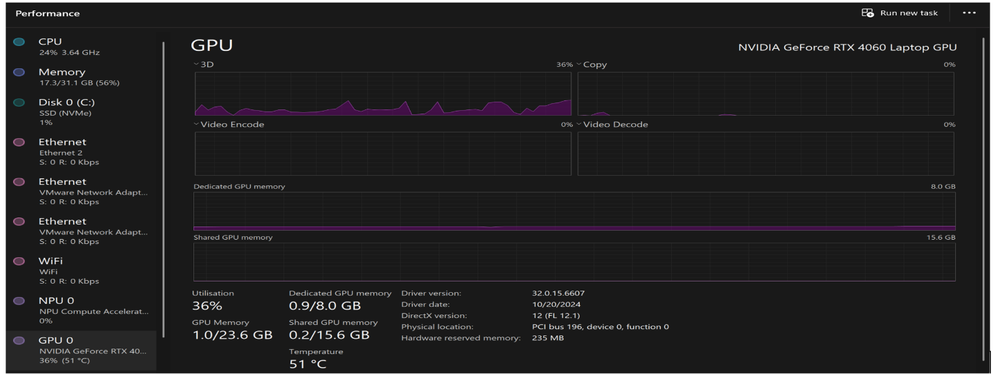 Performance
Run new task
CPU
24% 3.64 GHz
Memory
17.3/31.1 GB (56%)
Disk 0 (C:)
SSD (NVMe)
1%
Ethernet
Ethernet 2
S: 0 R: 0 Kbps
Ethernet
VMware Network Adapt...
S: 0 R: 0 Kbps
Ethernet
VMware Network Adapt...
S: 0 R: 0 Kbps
WiFi
WiFi
S: 0 R: 0 Kbps
NPU 0
NPU Compute Accelerat...
0%
GPU 0
NVIDIA GeForce RTX 40...
36% (51 °C)
GPU
NVIDIA GeForce RTX 4060 Laptop GPU
3D 36%
Copy 0%
Video Encode 0%
Video Decode 0%
Dedicated GPU memory 8.0 GB
Shared GPU memory 15.6 GB
Utilisation
36%
GPU Memory
1.0/23.6 GB
Dedicated GPU memory
0.9/8.0 GB
Shared GPU memory
0.2/15.6 GB
Temperature
51 °C
Driver version: 32.0.15.6607
Driver date: 10/20/2024
DirectX version: 12 (FL 12.1)
Physical location: PCI bus 196, device 0, function 0
Hardware reserved memory: 235 MB